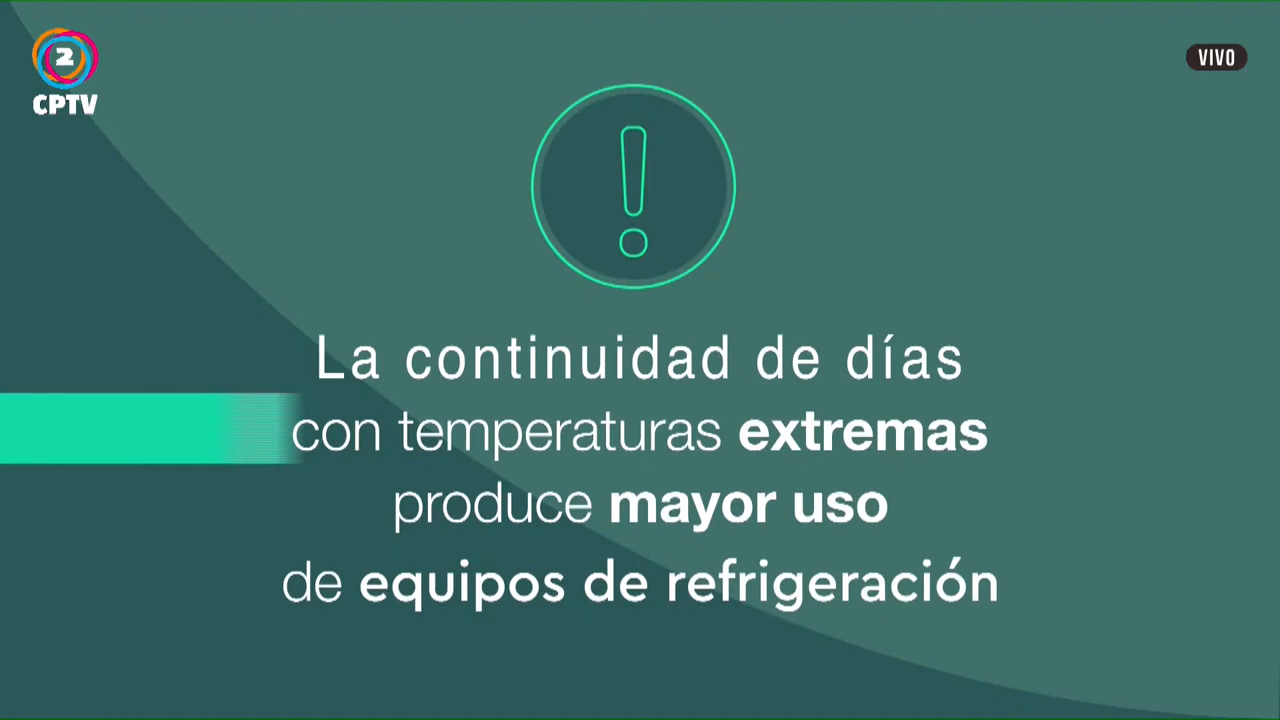 2
CPTV
VIVO
La continuidad de días
con temperaturas extremas
produce mayor uso
de equipos de refrigeración